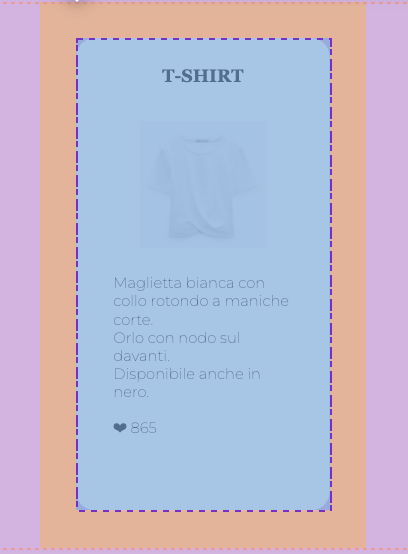 T-SHIRT
Maglietta bianca con
collo rotondo a maniche
corte.
Orlo con nodo sul
davanti.
Disponibile anche in
nero.
❤ 865